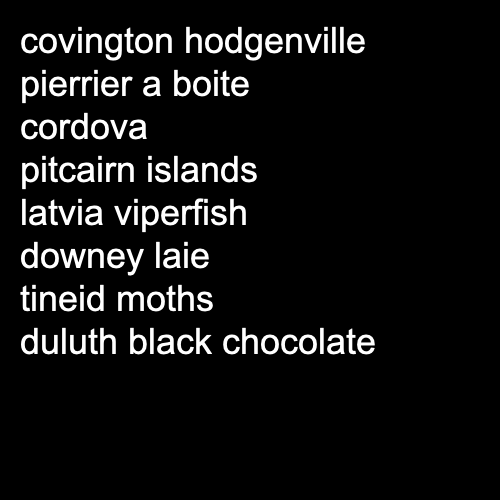 covington hodgenville
pierrier a boite
cordova
pitcairn islands
latvia viperfish
downey laie
tineid moths
duluth black chocolate